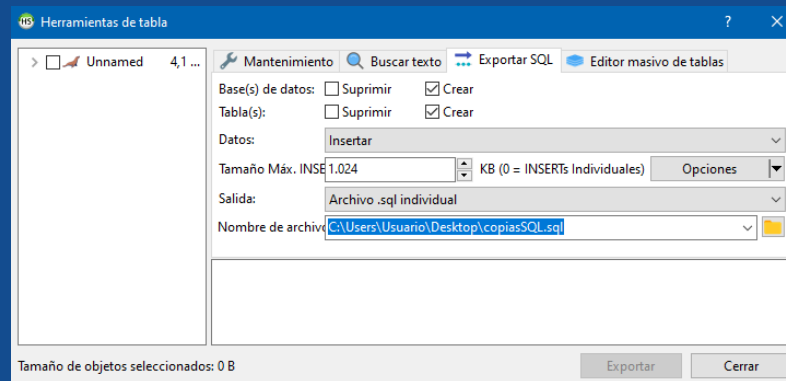 HS Herramientas de tabla ?
Unnamed 4,1 ...
Mantenimiento Buscar texto Exportar SQL Editor masivo de tablas
Base(s) de datos: Suprimir Crear
Tabla(s): Suprimir Crear
Datos: Insertar
Tamaño Máx. INSE 1.024 KB (0 = INSERTs Individuales) Opciones
Salida: Archivo .sql individual
Nombre de archivo C:\Users\Usuario\Desktop\copiasSQL.sql
Tamaño de objetos seleccionados: 0 B Exportar Cerrar